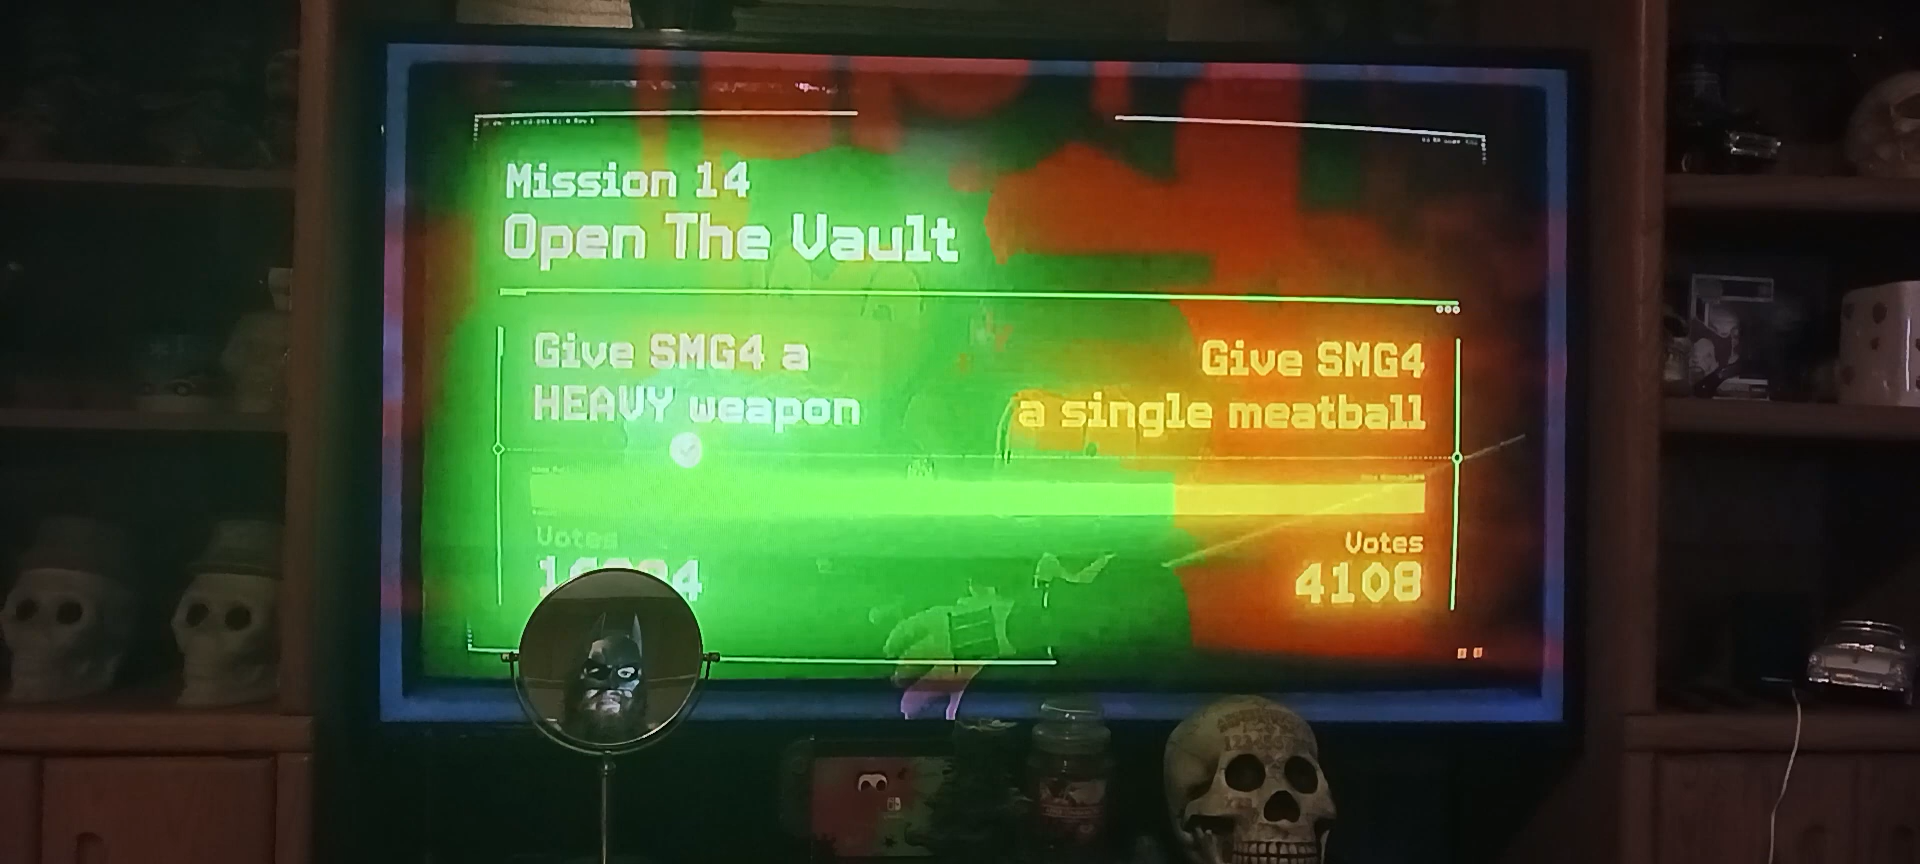 Mission 14
Open The Vault
Give SMG4 a
HEAVY weapon
Give SMG4
a single meatball
Votes
Votes
4108